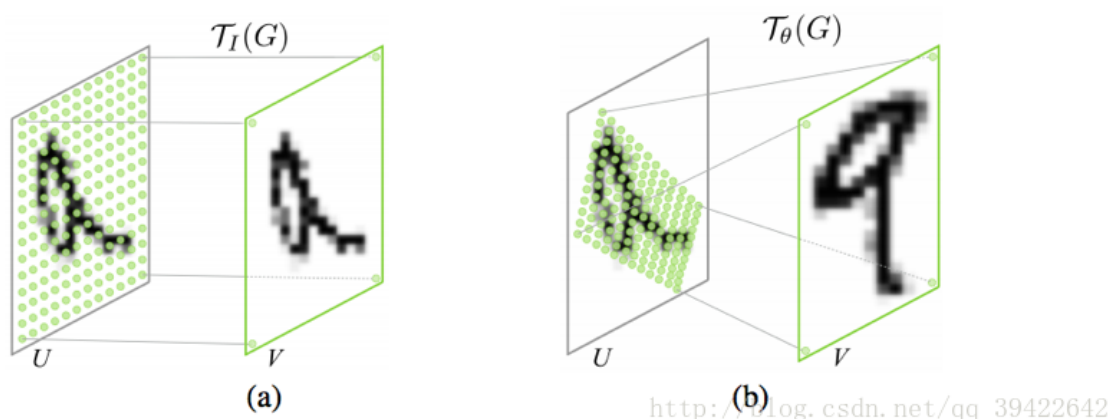 𝒯_I(G) 𝒯_θ(G)
U V U V
(a) (b)
http://blog.csdn.net/qq_39422642